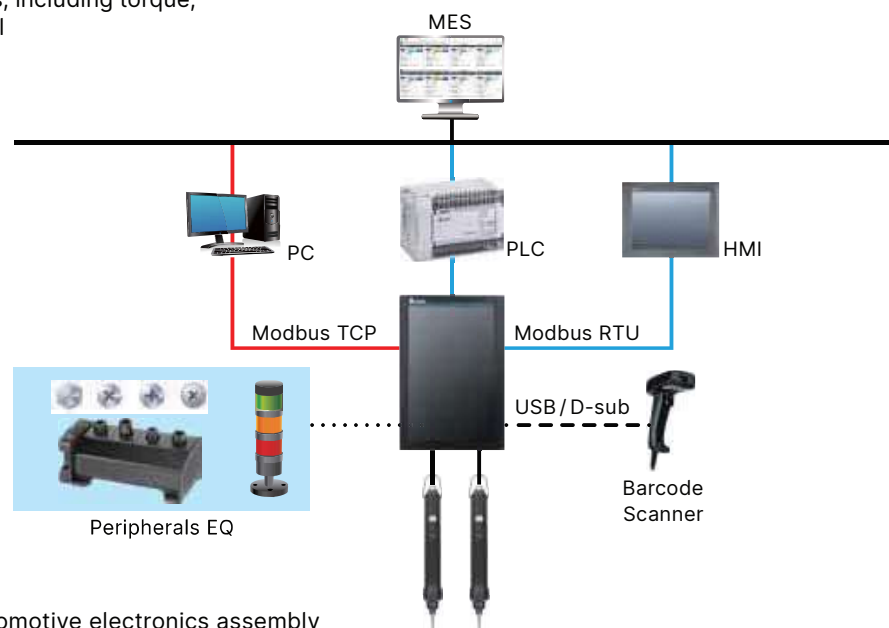 s, including torque,
MES
PC
PLC
HMI
Modbus TCP
Modbus RTU
USB/D-sub
Barcode
Scanner
Peripherals EQ
omotive electronics assembly